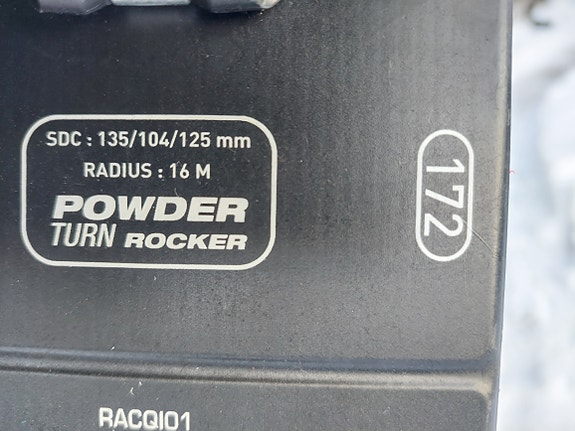 SDC : 135/104/125 mm
RADIUS : 16 M
POWDER
TURN ROCKER
172
RACQI01